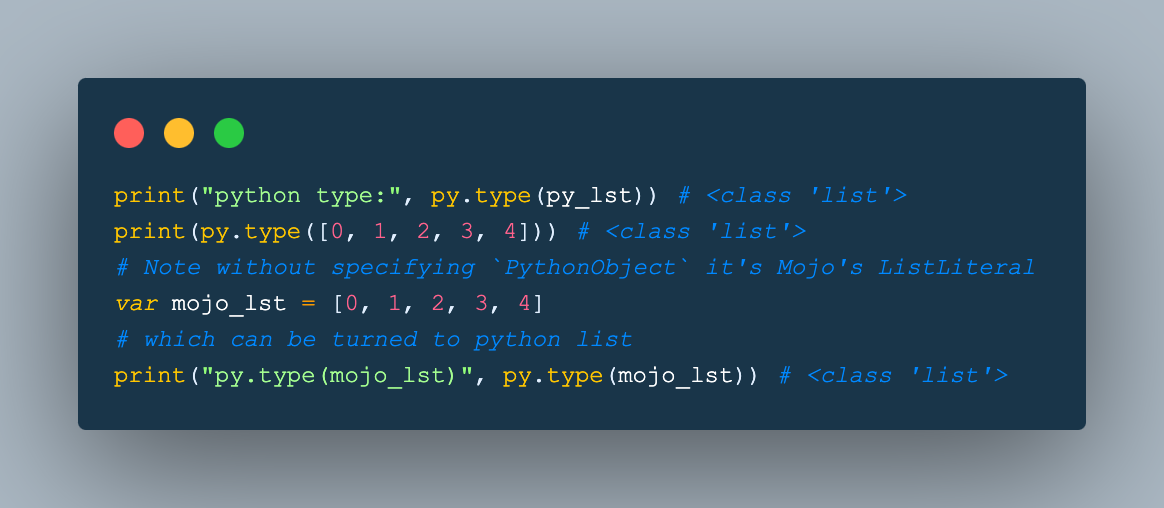 print("python type:", py.type(py_lst)) # <class 'list'>
print(py.type([0, 1, 2, 3, 4])) # <class 'list'>
# Note without specifying `PythonObject` it's Mojo's ListLiteral
var mojo_lst = [0, 1, 2, 3, 4]
# which can be turned to python list
print("py.type(mojo_lst)", py.type(mojo_lst)) # <class 'list'>